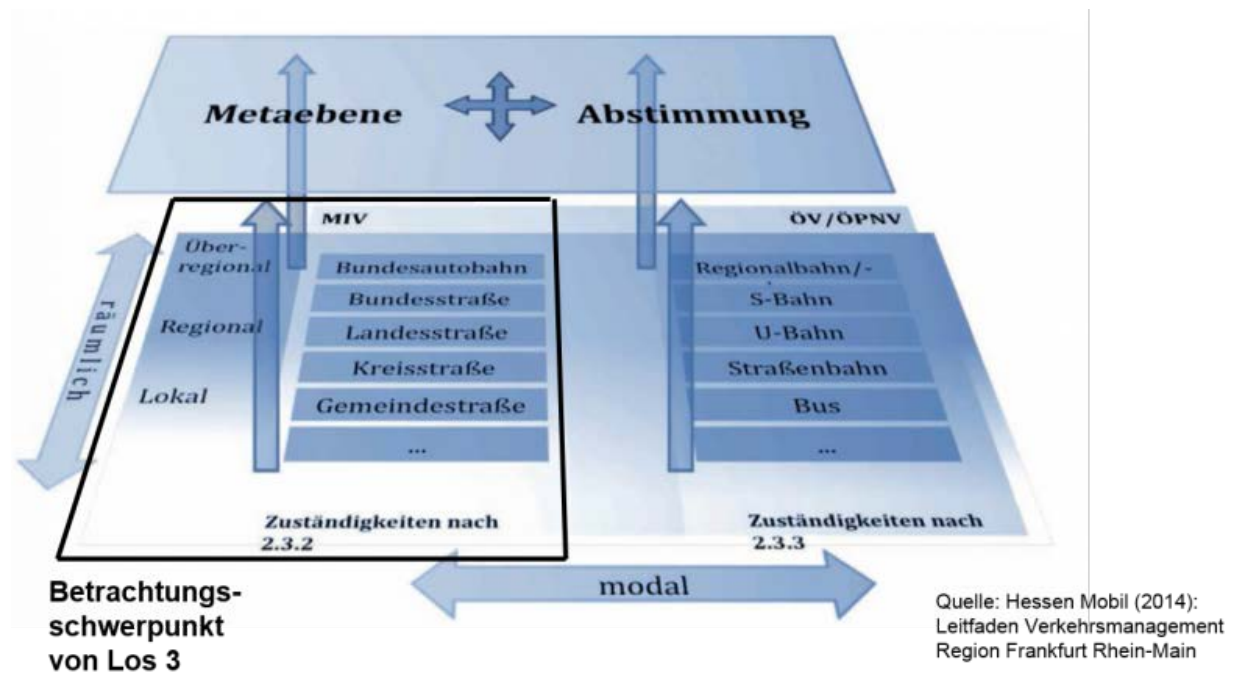 Metaebene
Abstimmung
MIV
ÖV/ÖPNV
Über-
regional
Regional
Lokal
räumlich
Bundesautobahn
Bundesstraße
Landesstraße
Kreisstraße
Gemeindestraße
...
Regionalbahn/-
S-Bahn
U-Bahn
Straßenbahn
Bus
...
Zuständigkeiten nach
2.3.2
Zuständigkeiten nach
2.3.3
modal
Betrachtungs-
schwerpunkt
von Los 3
Quelle: Hessen Mobil (2014):
Leitfaden Verkehrsmanagement
Region Frankfurt Rhein-Main